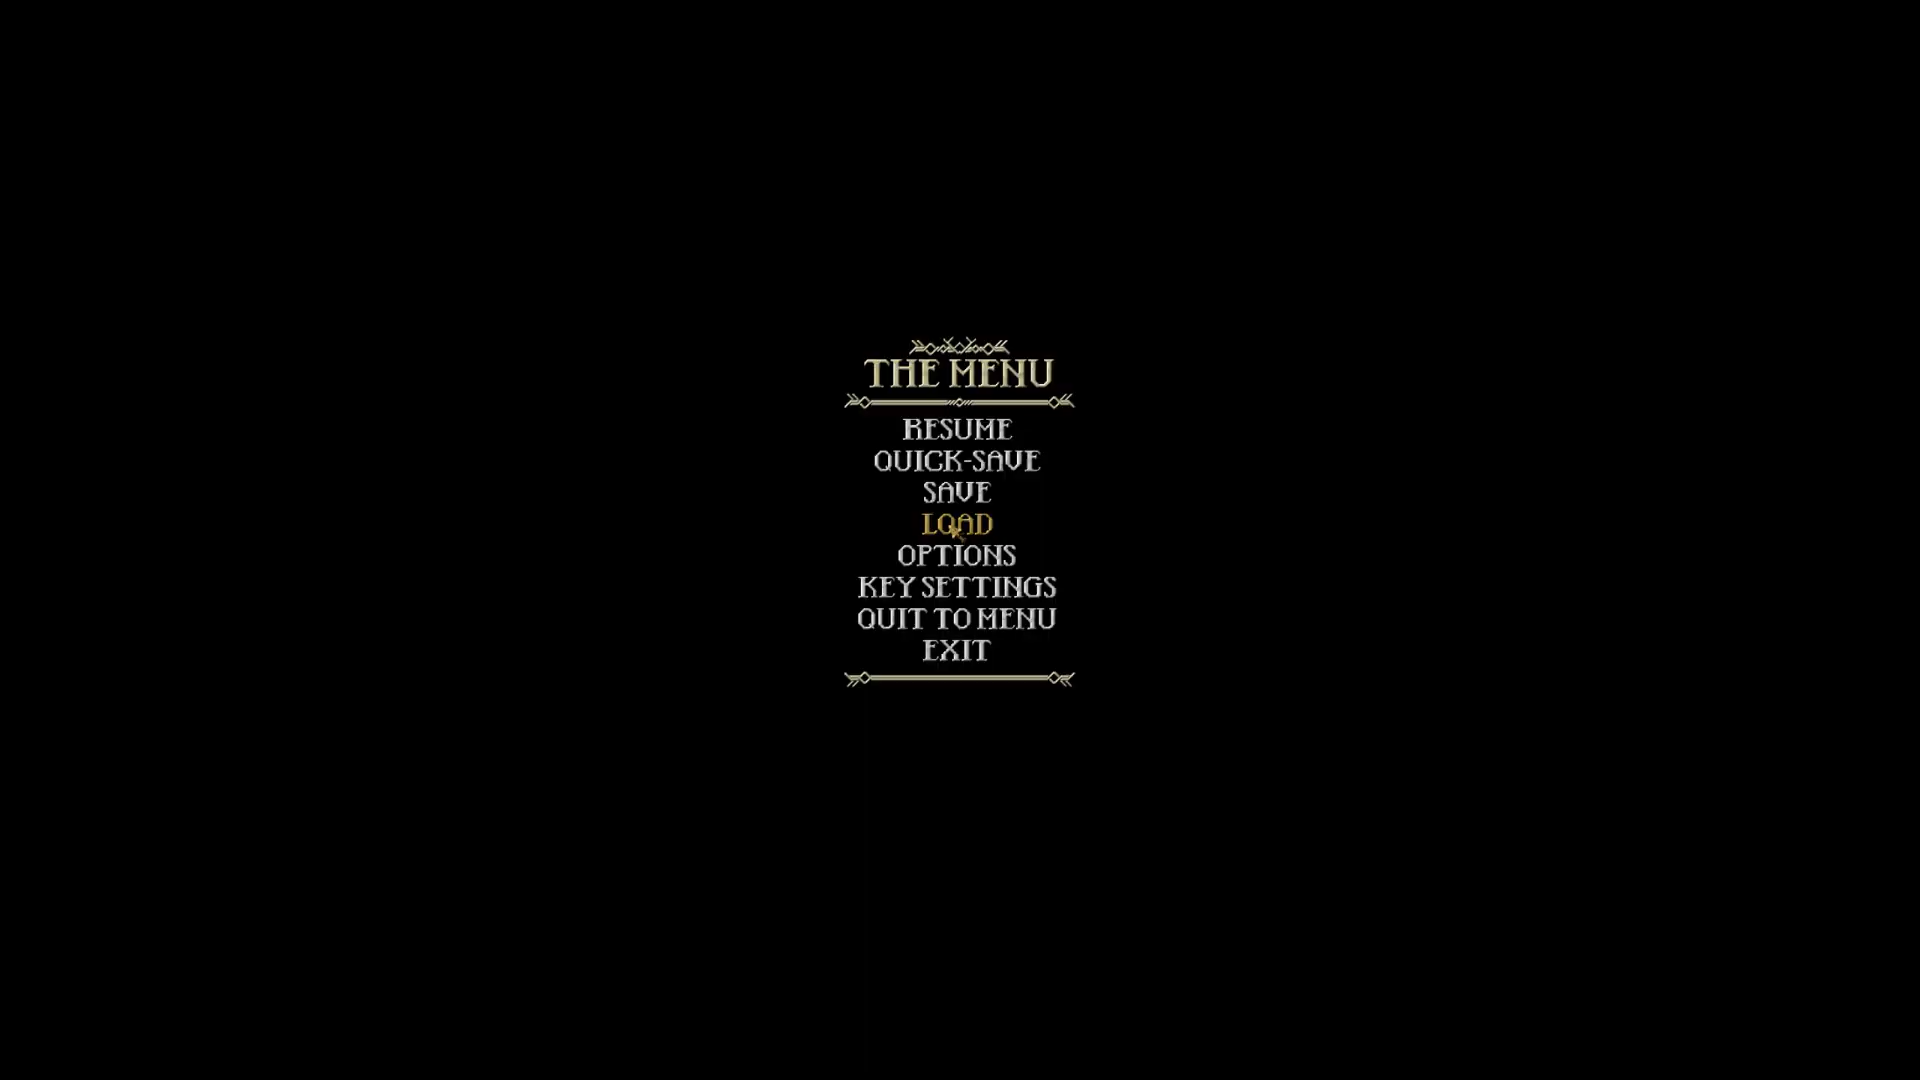 THE MENU
RESUME
QUICK-SAVE
SAVE
LOAD
OPTIONS
KEY SETTINGS
QUIT TO MENU
EXIT